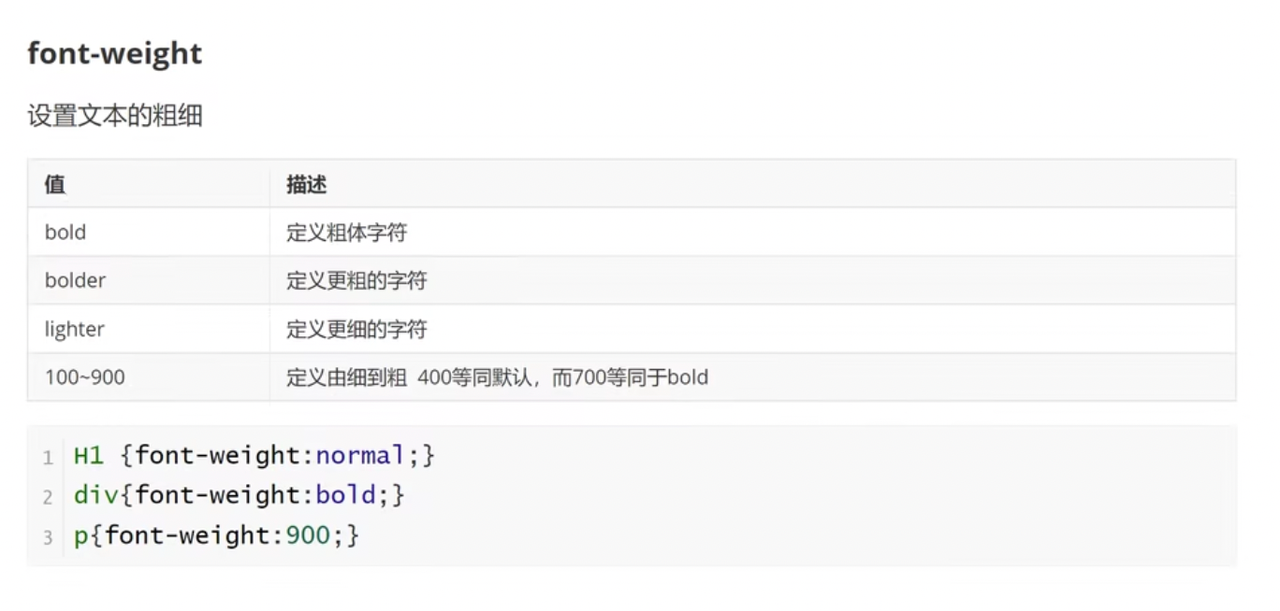 font-weight
设置文本的粗细
值 描述
bold 定义粗体字符
bolder 定义更粗的字符
lighter 定义更细的字符
100~900 定义由细到粗 400等同默认，而700等同于bold
1 H1 {font-weight:normal;}
2 div{font-weight:bold;}
3 p{font-weight:900;}